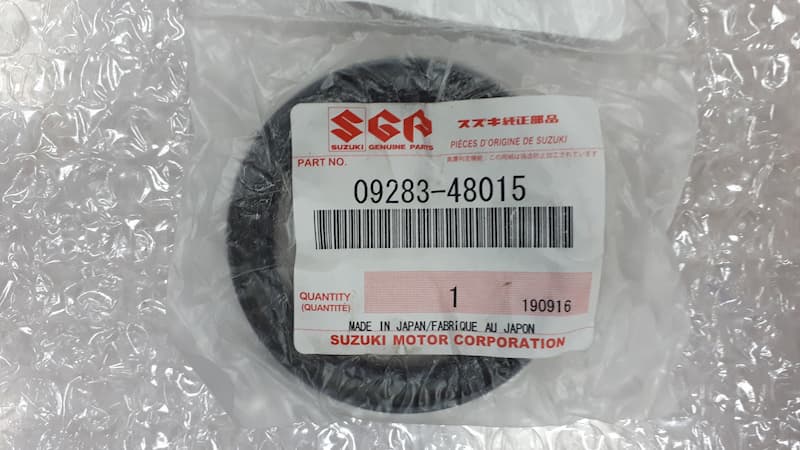 SGP
スズキ純正部品
SUZUKI GENUINE PARTS
PIÈCES D'ORIGINE DE SUZUKI
PART NO.
09283-48015
QUANTITY
(QUANTITÉ)
1
190916
MADE IN JAPAN/FABRIQUÉ AU JAPON
SUZUKI MOTOR CORPORATION